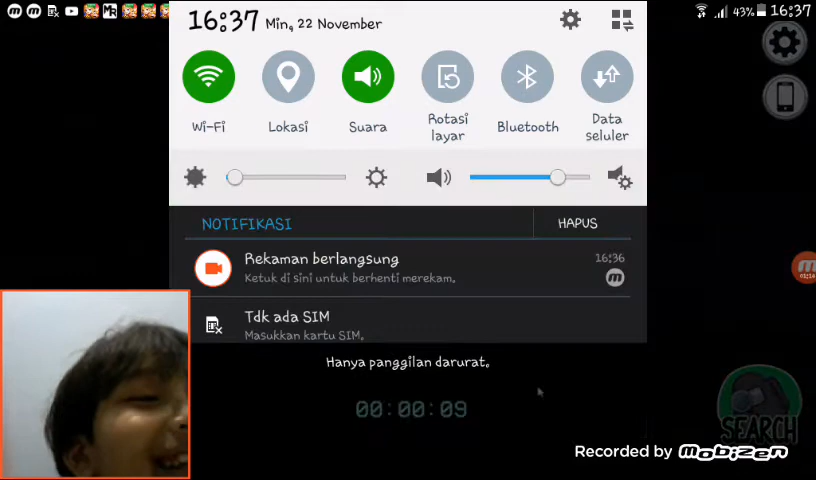 16:37 Min, 22 November
43% 16:37
Wi-Fi
Lokasi
Suara
Rotasi
layar
Bluetooth
Data
seluler
NOTIFIKASI
HAPUS
Rekaman berlangsung
16:36
Ketuk di sini untuk berhenti merekam.
Tdk ada SIM
Masukkan kartu SIM.
Hanya panggilan darurat.
00:00:09
SEARCH
Recorded by mobizen